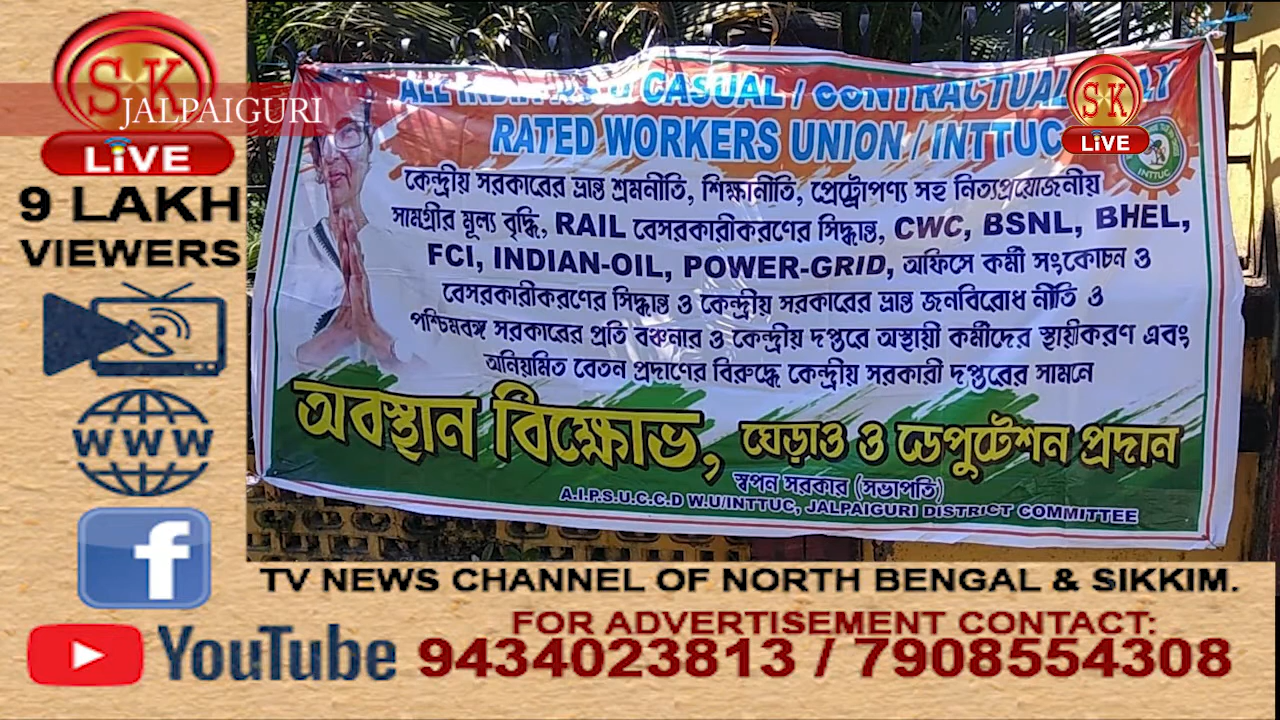 SK
JALPAIGURI
LiVE
9 LAKH
VIEWERS
WWW
f
YouTube
ALL INDIA CASUAL / CONTRACTUAL
RATED WORKERS UNION / INTTUC
SK
LiVE
INTTUC
কেন্দ্রীয় সরকারের ভ্রান্ত শ্রমনীতি, শিক্ষানীতি, প্রেট্রোপণ্য সহ নিত্যপ্রয়োজনীয়
সামগ্রীর মূল্য বৃদ্ধি, RAIL বেসরকারীকরণের সিদ্ধান্ত, CWC, BSNL, BHEL,
FCI, INDIAN-OIL, POWER-GRID, অফিসে কর্মী সংকোচন ও
বেসরকারীকরণের সিদ্ধান্ত ও কেন্দ্রীয় সরকারের ভ্রান্ত জনবিরোধ নীতি ও
পশ্চিমবঙ্গ সরকারের প্রতি বঞ্চনার ও কেন্দ্রীয় দপ্তরে অস্থায়ী কর্মীদের স্থায়ীকরণ এবং
অনিয়মিত বেতন প্রদাণের বিরুদ্ধে কেন্দ্রীয় সরকারী দপ্তরের সামনে
অবস্থান বিক্ষোভ, ঘেড়াও ও ডেপুটেশন প্রদান
স্বপন সরকার (সভাপতি)
A.I.P.S.U.C.C.D W.U/INTTUC, JALPAIGURI DISTRICT COMMITTEE
TV NEWS CHANNEL OF NORTH BENGAL & SIKKIM.
FOR ADVERTISEMENT CONTACT:
9434023813 / 7908554308